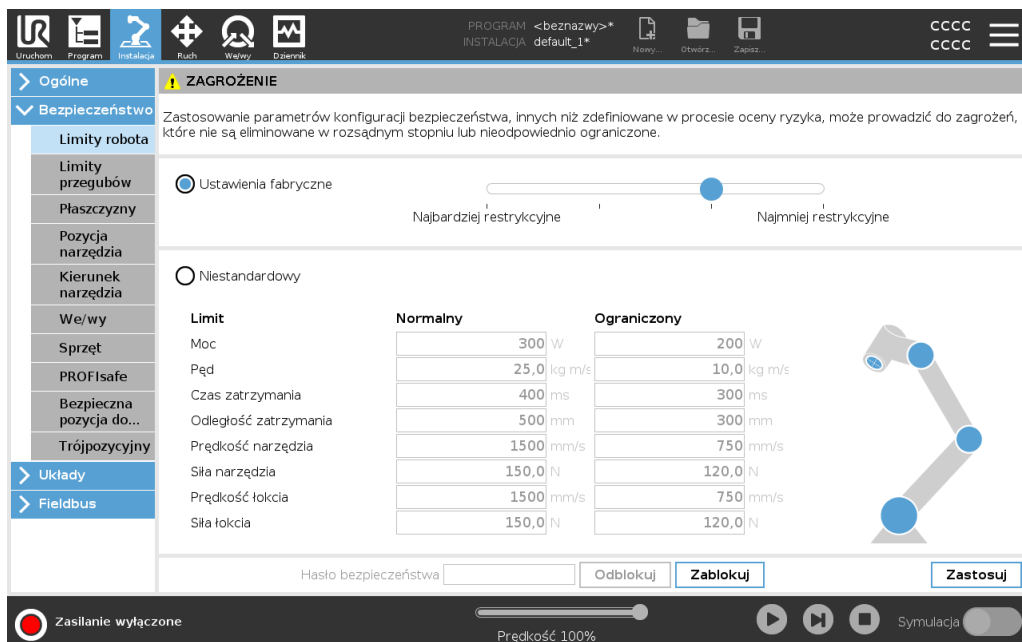 PROGRAM <beznazwy>*
INSTALACJA default_1*
Uruchom Program Instalacja Ruch We/wy Dziennik Nowy... Otwórz... Zapisz...
CCCC
CCCC
Ogólne
Bezpieczeństwo
Limity robota
Limity
przegubów
Płaszczyzny
Pozycja
narzędzia
Kierunek
narzędzia
We/wy
Sprzęt
PROFIsafe
Bezpieczna
pozycja do...
Trójpozycyjny
Układy
Fieldbus
ZAGROŻENIE
Zastosowanie parametrów konfiguracji bezpieczeństwa, innych niż zdefiniowane w procesie oceny ryzyka, może prowadzić do zagrożeń,
które nie są eliminowane w rozsądnym stopniu lub nieodpowiednio ograniczone.
Ustawienia fabryczne
Najbardziej restrykcyjne Najmniej restrykcyjne
Niestandardowy
Limit Normalny Ograniczony
Moc 300 W 200 W
Pęd 25,0 kg m/s 10,0 kg m/s
Czas zatrzymania 400 ms 300 ms
Odległość zatrzymania 500 mm 300 mm
Prędkość narzędzia 1500 mm/s 750 mm/s
Siła narzędzia 150,0 N 120,0 N
Prędkość łokcia 1500 mm/s 750 mm/s
Siła łokcia 150,0 N 120,0 N
Hasło bezpieczeństwa Odblokuj Zablokuj Zastosuj
Zasilanie wyłączone
Prędkość 100%
Symulacja